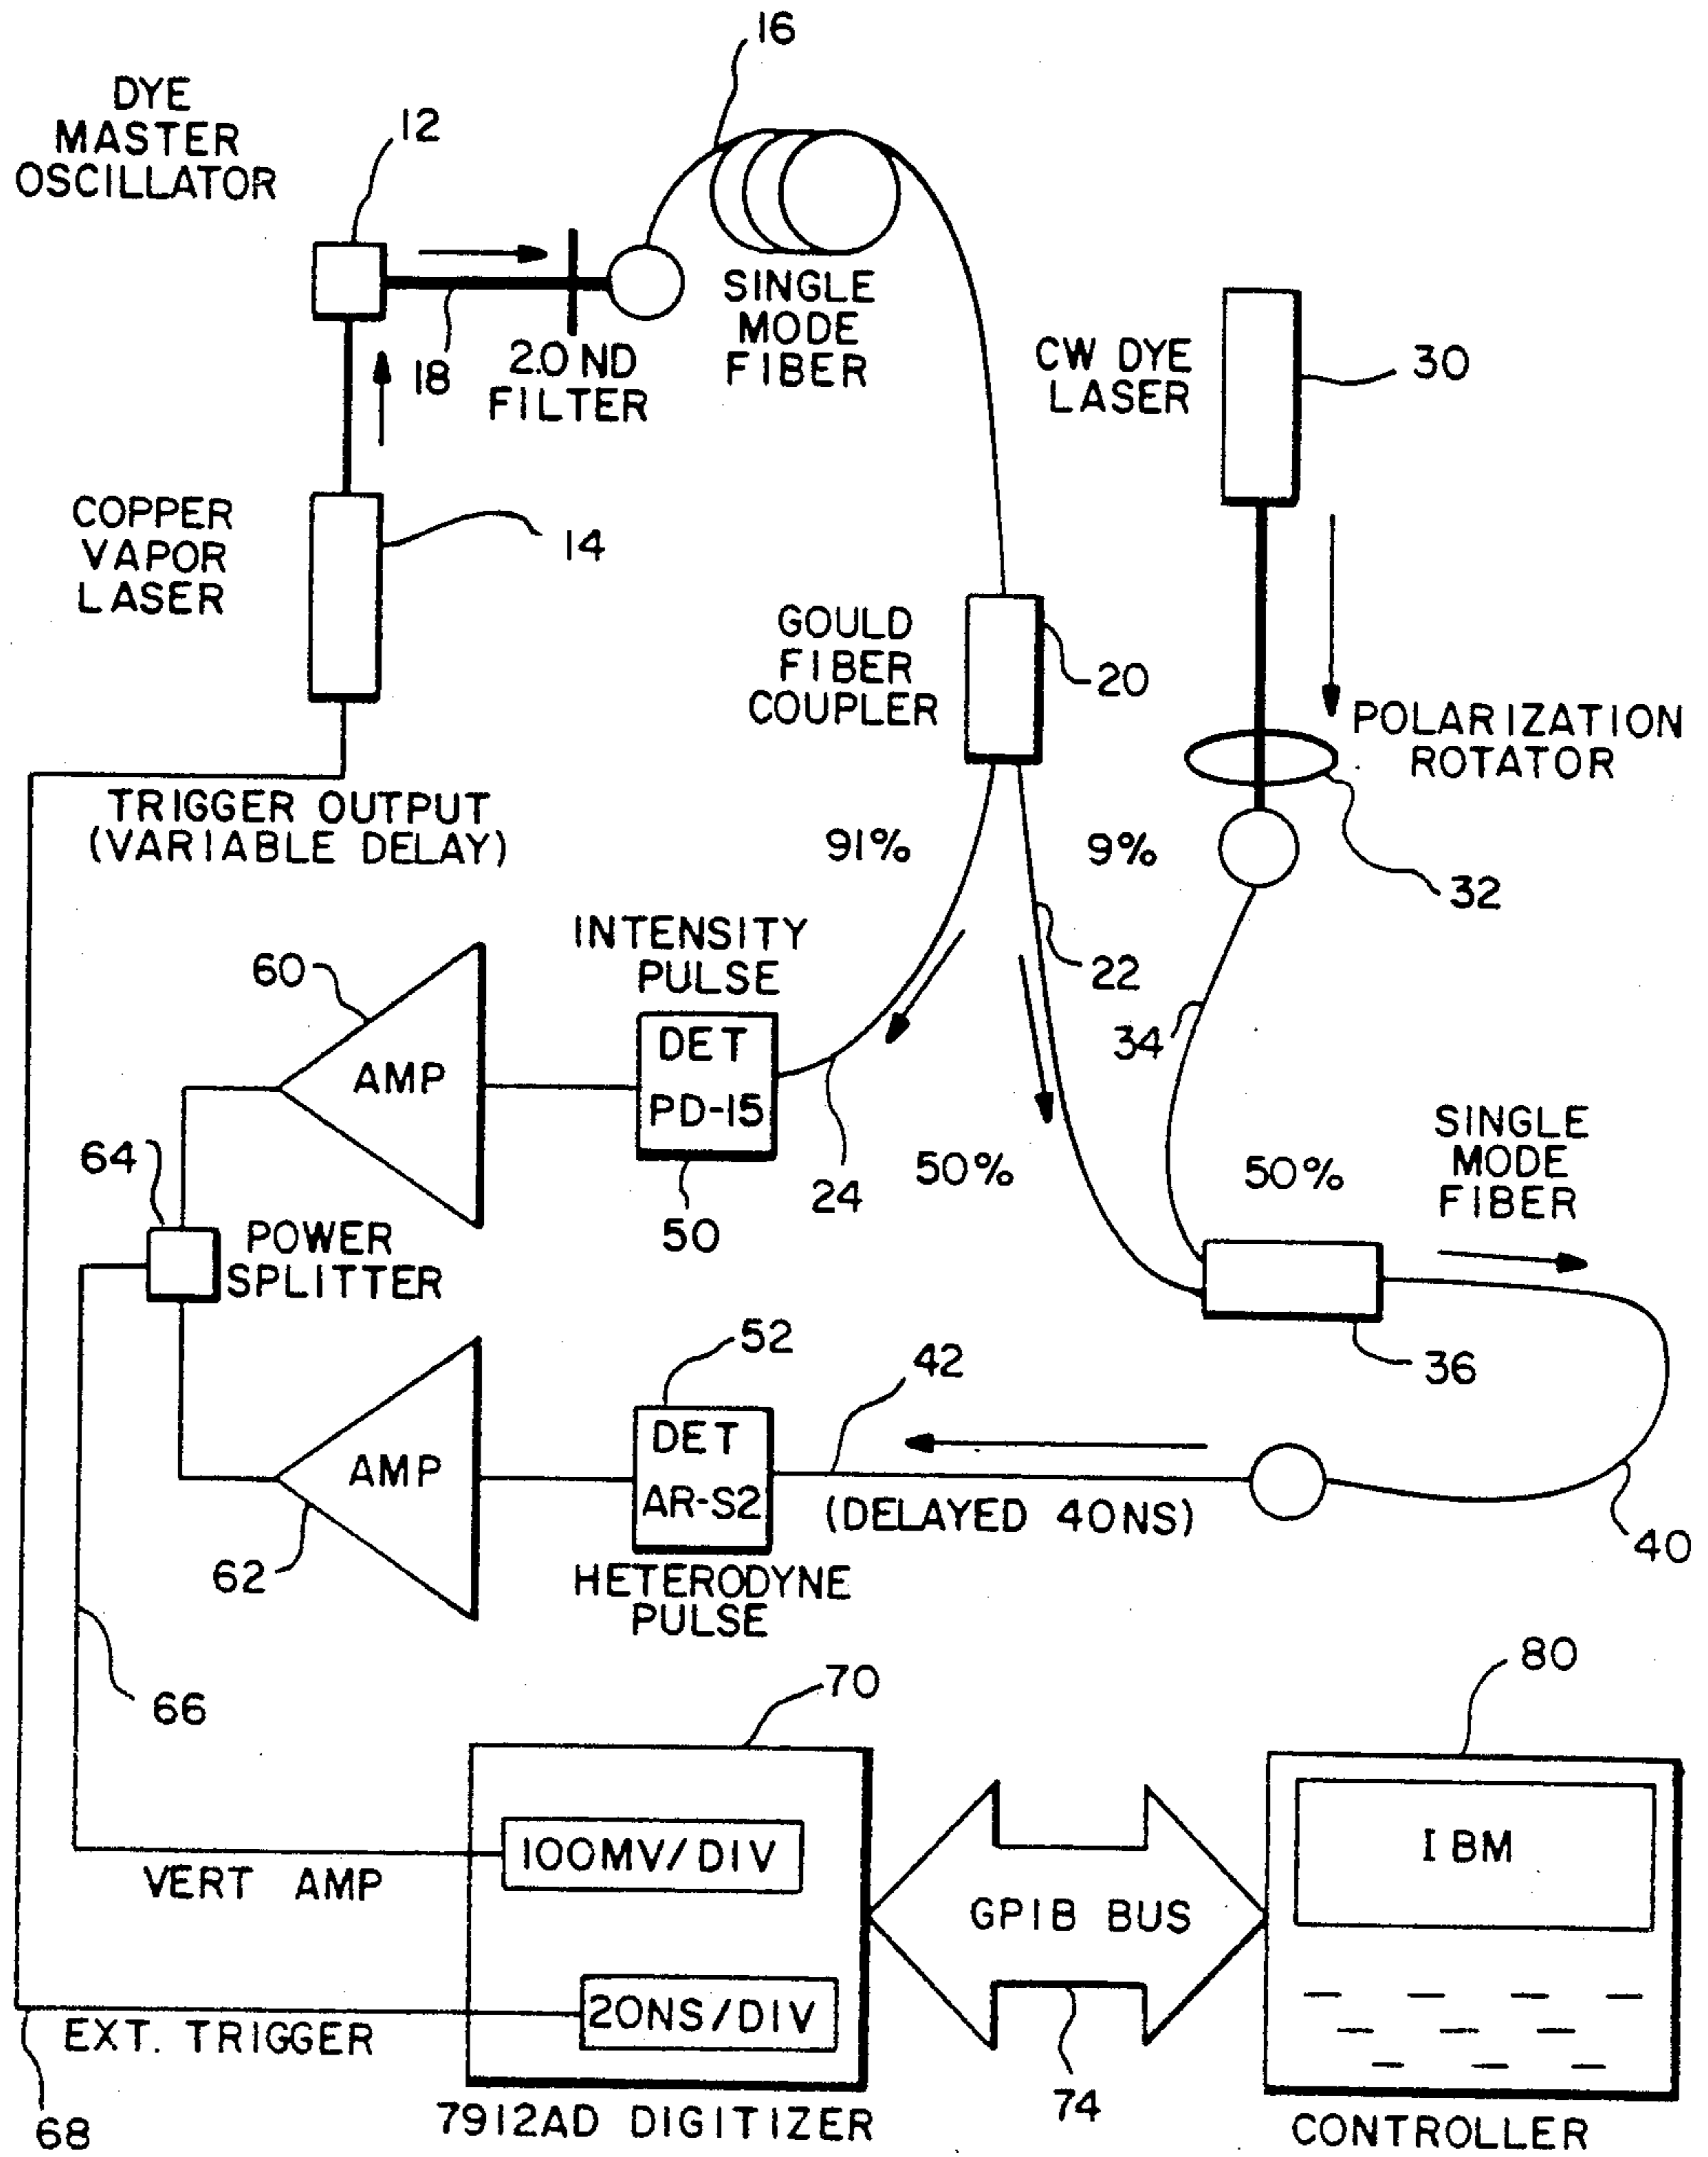 16
DYE
MASTER
OSCILLATOR
12
18
2.0 ND
FILTER
SINGLE
MODE
FIBER
CW DYE
LASER
30
COPPER
VAPOR
LASER
14
GOULD
FIBER
COUPLER
20
POLARIZATION
ROTATOR
32
TRIGGER OUTPUT
(VARIABLE DELAY)
91%
9%
22
34
INTENSITY
PULSE
60
AMP
DET
PD-15
50
24
50%
50%
SINGLE
MODE
FIBER
64
POWER
SPLITTER
36
52
42
AMP
DET
AR-S2
(DELAYED 40NS)
40
62
HETERODYNE
PULSE
66
70
80
100MV/DIV
VERT AMP
GPIB BUS
IBM
20NS/DIV
EXT. TRIGGER
74
68
7912AD DIGITIZER
CONTROLLER